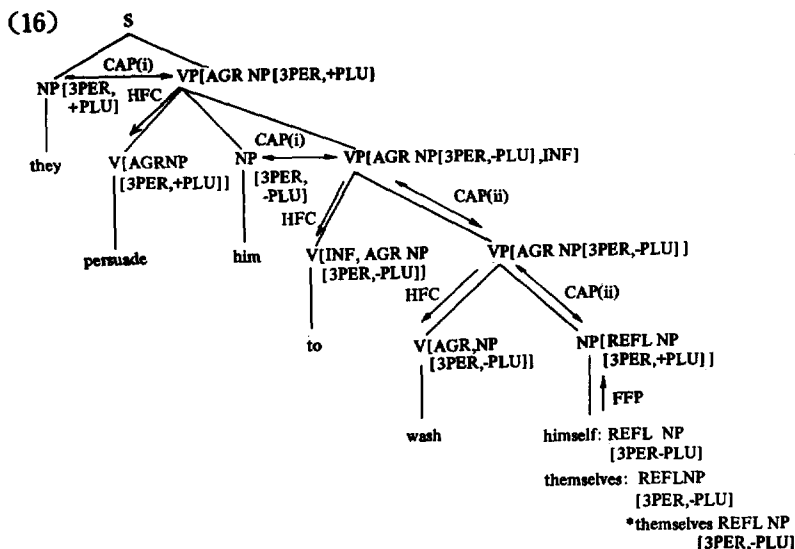 (16)
S
CAP(i)
NP[3PER, +PLU]
VP[AGR NP[3PER,+PLU]
HFC
they
V[AGRNP [3PER,+PLU]]
NP [3PER, -PLU]
CAP(i)
VP[AGR NP[3PER,-PLU] ,INF]
persuade
him
HFC
CAP(ii)
V[INF, AGR NP [3PER,-PLU]]
VP[AGR NP[3PER,-PLU] ]
to
HFC
CAP(ii)
V[AGR,NP [3PER,-PLU]]
NP[REFL NP [3PER,+PLU] ]
FFP
wash
himself: REFL NP
[3PER-PLU]
themselves: REFLNP
[3PER,-PLU]
*themselves REFL NP
[3PER,-PLU]